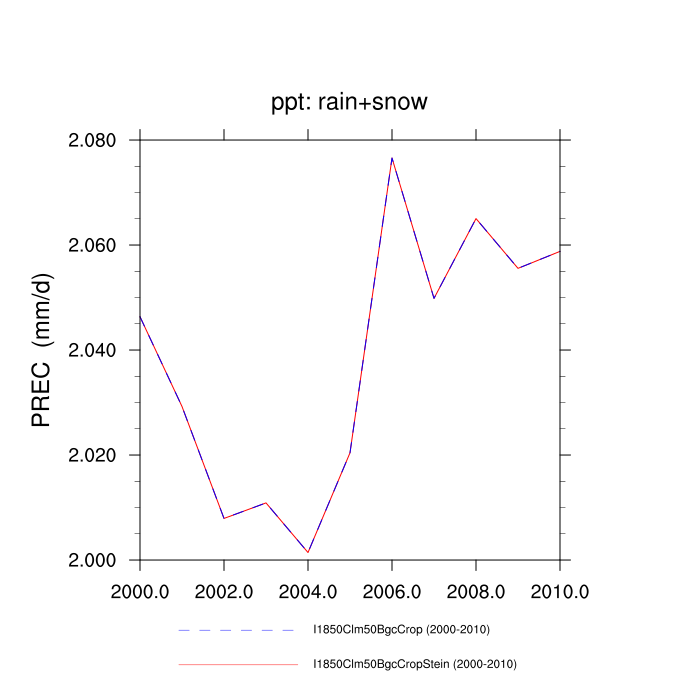 ppt: rain+snow
2.080
2.060
2.040
2.020
2.000
PREC (mm/d)
2000.0 2002.0 2004.0 2006.0 2008.0 2010.0
I1850Clm50BgcCrop (2000-2010)
I1850Clm50BgcCropStein (2000-2010)